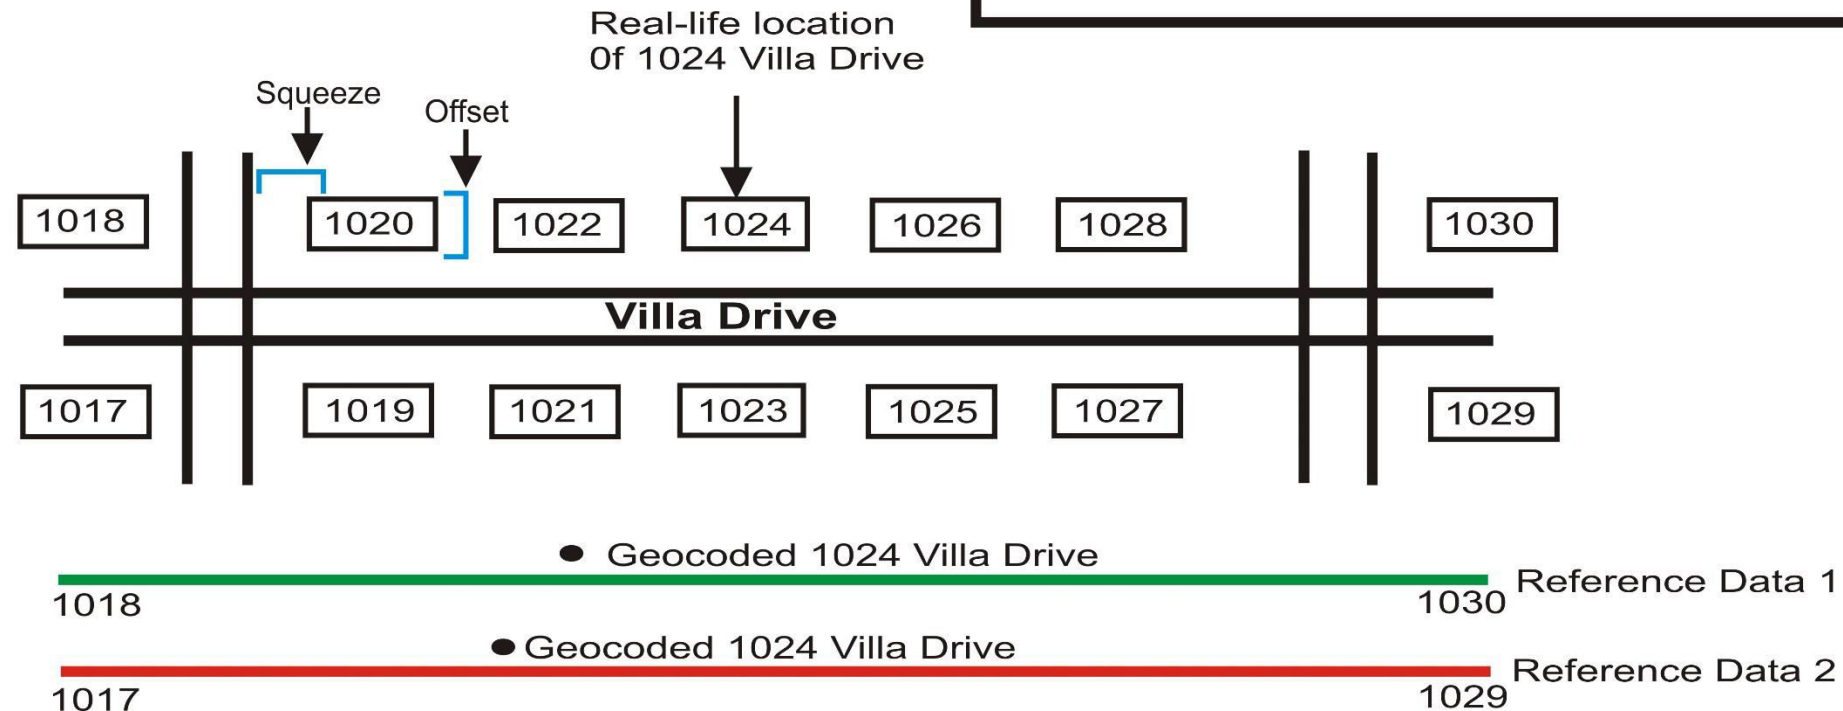 Real-life location
0f 1024 Villa Drive
Squeeze
Offset
1018
1020
1022
1024
1026
1028
1030
Villa Drive
1017
1019
1021
1023
1025
1027
1029
Geocoded 1024 Villa Drive
Reference Data 1
1018
1030
Geocoded 1024 Villa Drive
Reference Data 2
1017
1029